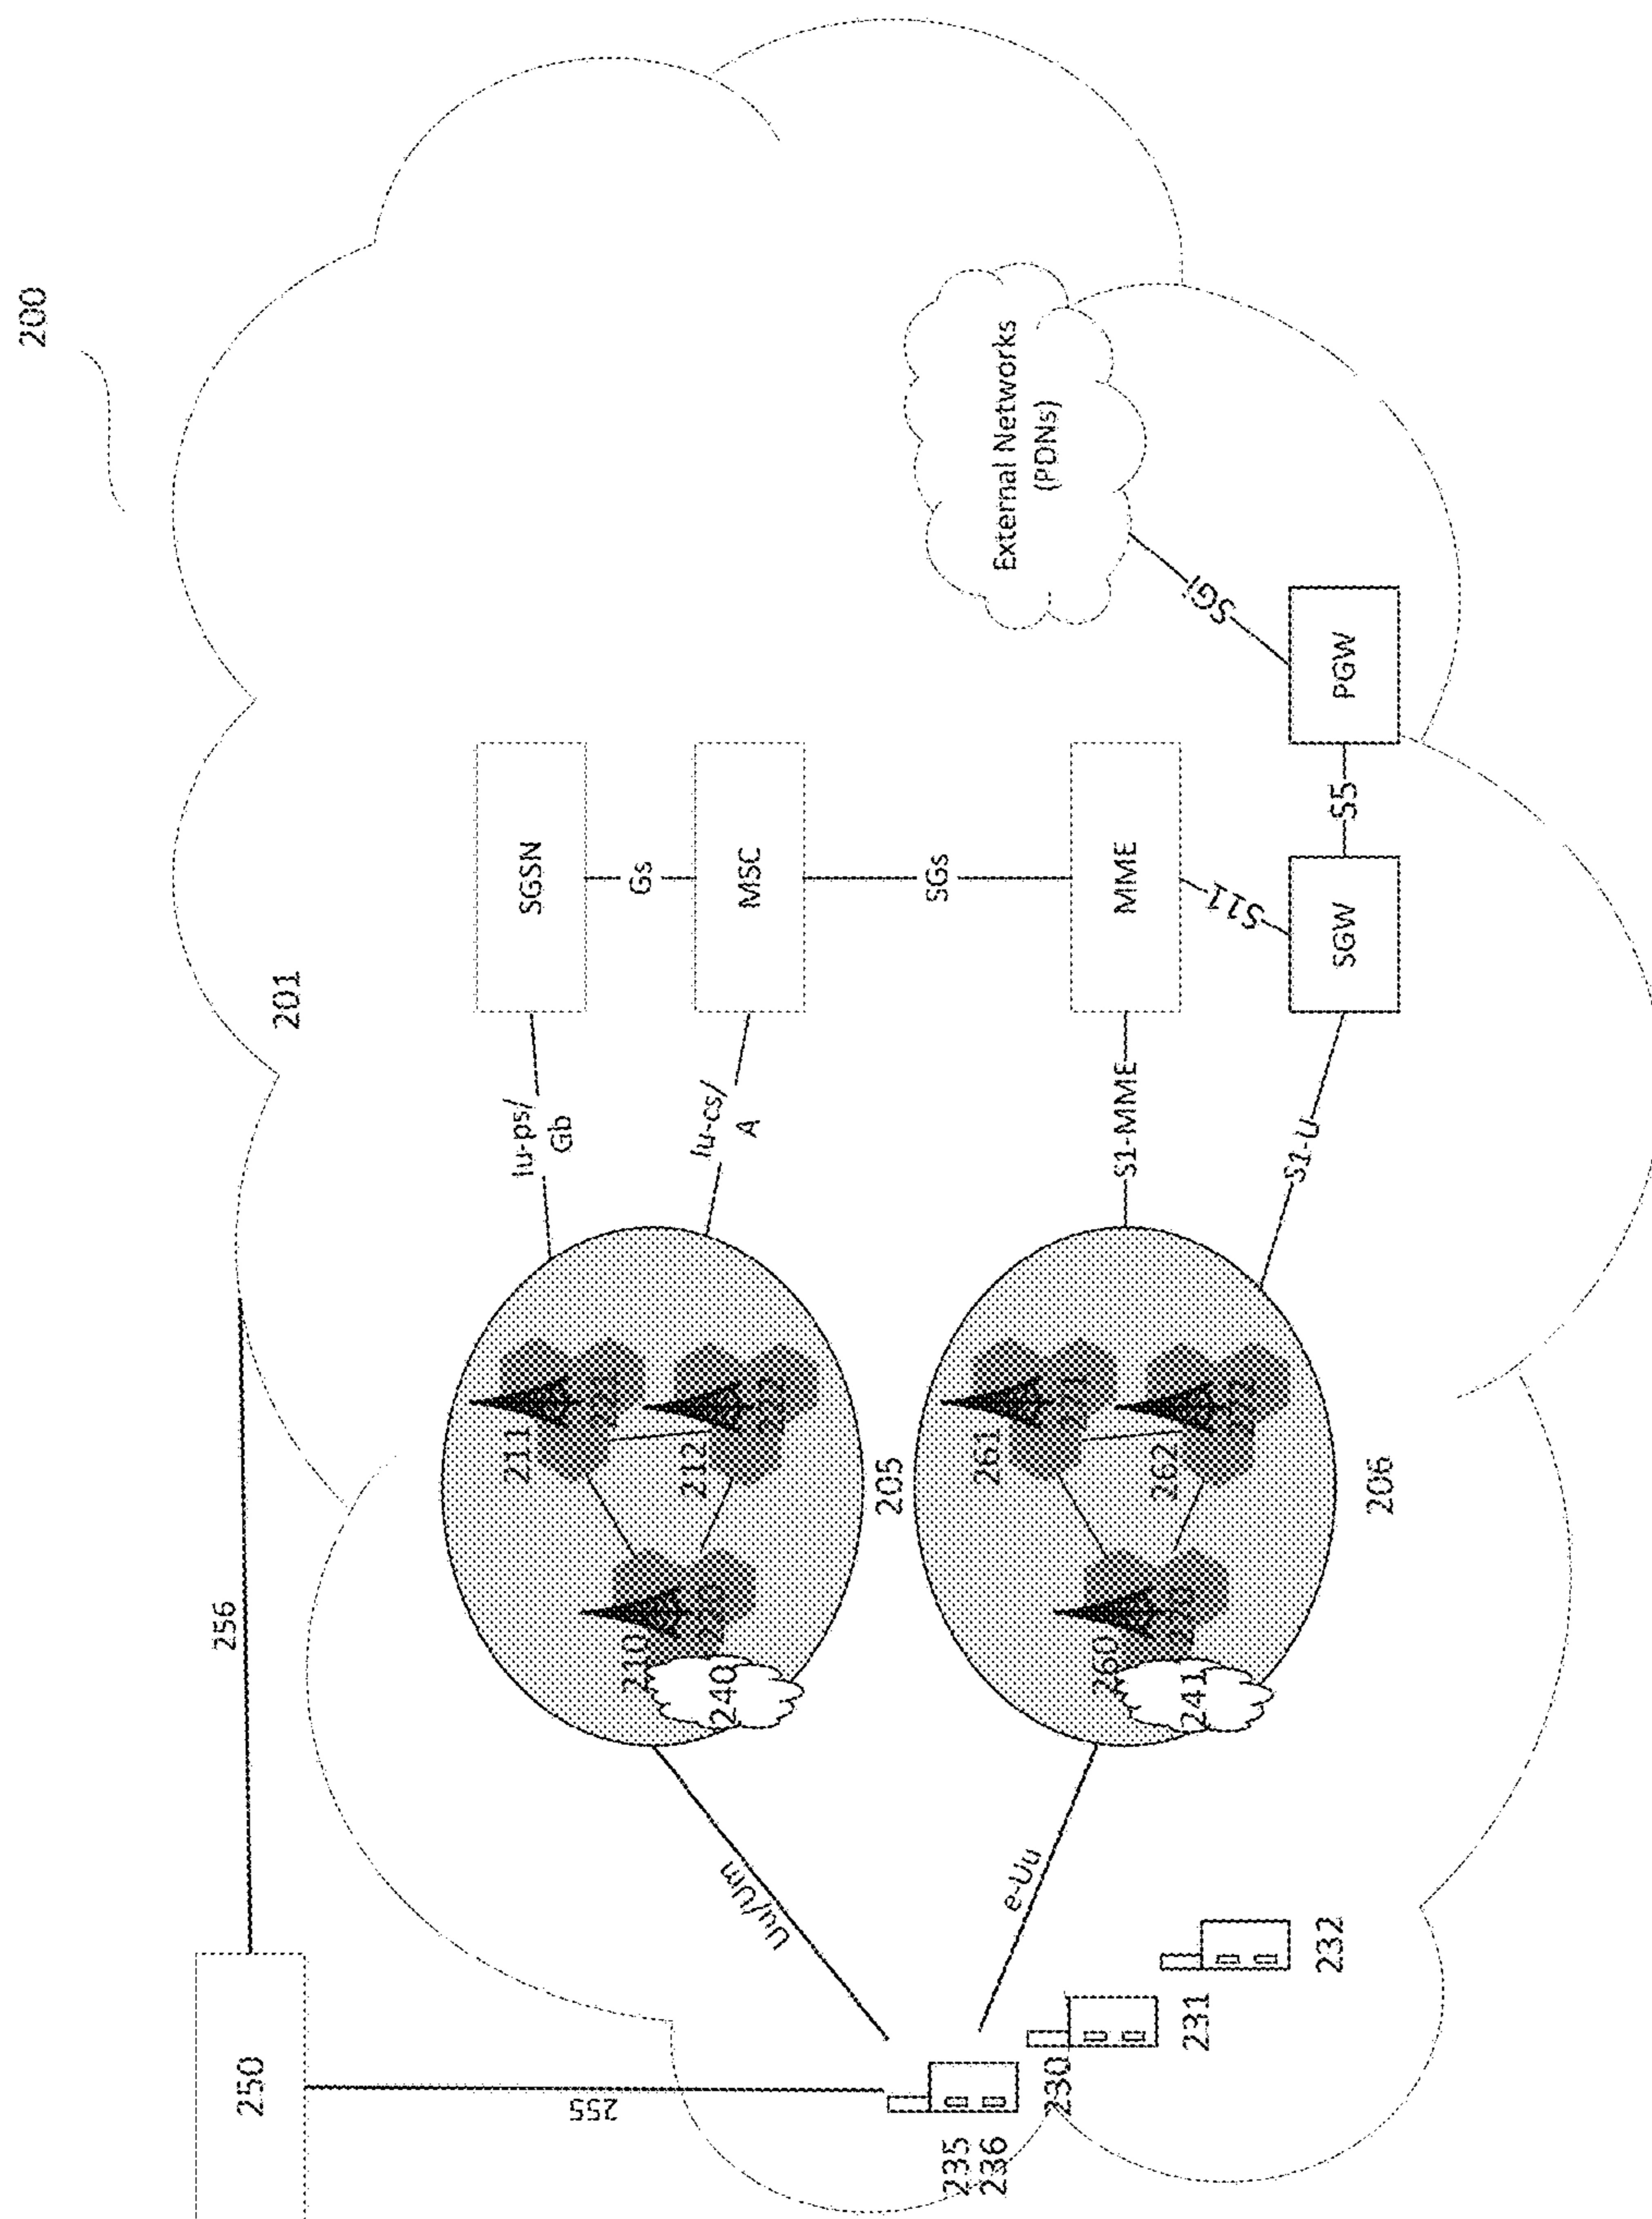 200
201
256
250
255
SGSN
Gs
MSC
SGs
MME
S11
SGW
S5
PGW
SGi
External Networks
(PDNs)
Iu-ps/
Gb
Iu-cs/
A
S1-MME
S1-U
211
212
210
240
205
261
262
260
241
206
Uu/Um
e-Uu
235
236
230
231
232